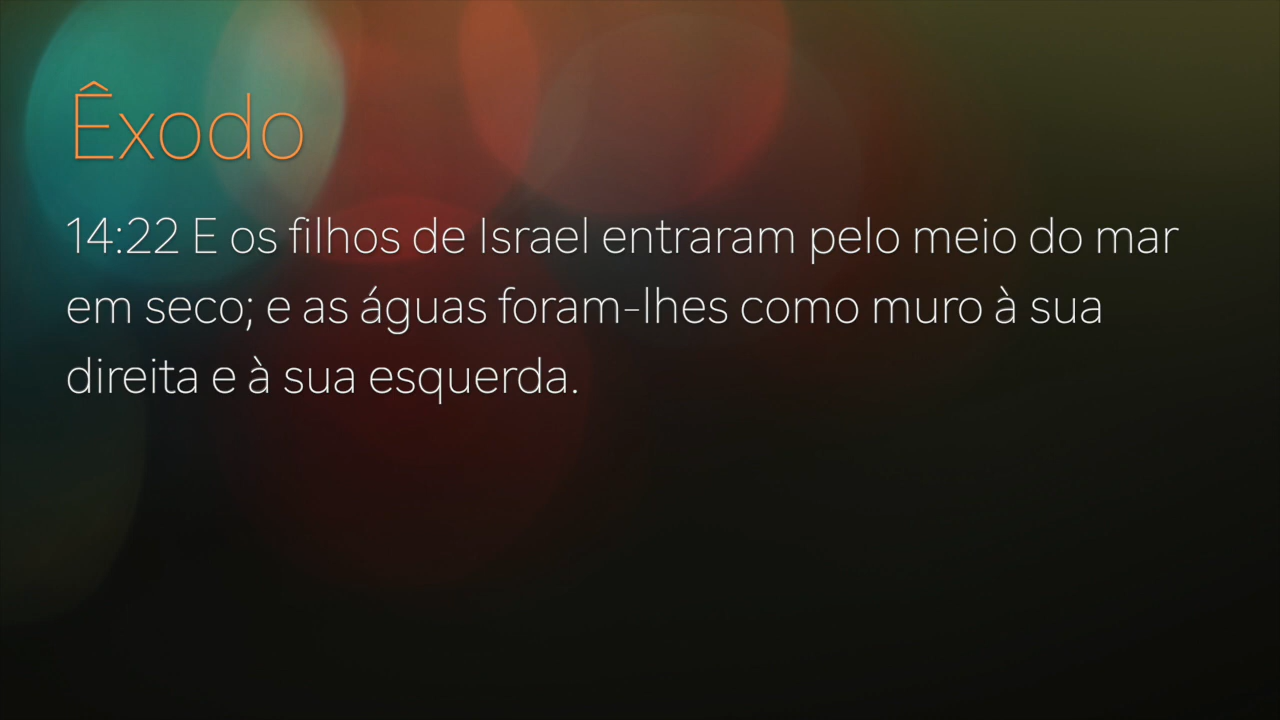 Êxodo
14:22 E os filhos de Israel entraram pelo meio do mar
em seco; e as águas foram-lhes como muro à sua
direita e à sua esquerda.